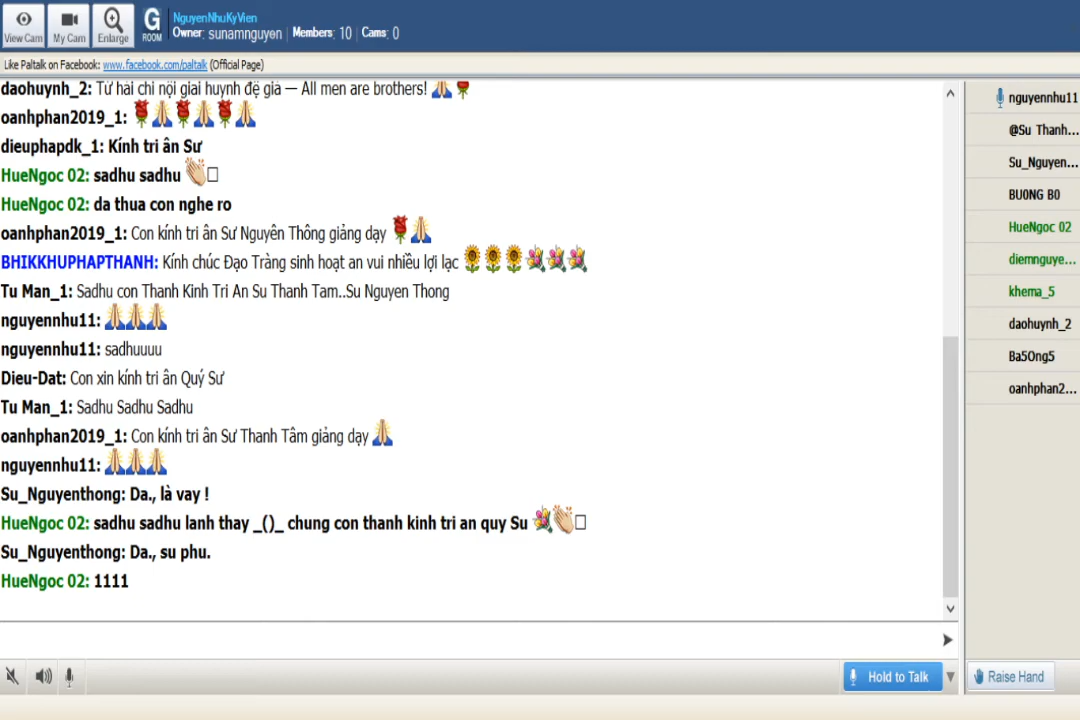 View Cam
My Cam
Enlarge
G
ROOM
NguyenNhuKyVien
Owner: sunamnguyen Members: 10 Cams: 0
Like Paltalk on Facebook: www.facebook.com/paltalk (Official Page)
daohuynh_2: Tứ hải chi nội giai huynh đệ giả — All men are brothers! 🙏🌹
oanhphan2019_1: 🌹🙏🌹🙏🌹🙏
dieuphapdk_1: Kính tri ân Sư
HueNgoc 02: sadhu sadhu 👏□
HueNgoc 02: da thua con nghe ro
oanhphan2019_1: Con kính tri ân Sư Nguyên Thông giảng dạy 🌹🙏
BHIKKHUPHAPTHANH: Kính chúc Đạo Tràng sinh hoạt an vui nhiều lợi lạc 🌻🌻🌻💐💐💐
Tu Man_1: Sadhu con Thanh Kinh Tri An Su Thanh Tam..Su Nguyen Thong
nguyennhu11: 🙏🙏🙏
nguyennhu11: sadhuuuu
Dieu-Dat: Con xin kính tri ân Quý Sư
Tu Man_1: Sadhu Sadhu Sadhu
oanhphan2019_1: Con kính tri ân Sư Thanh Tâm giảng dạy 🙏
nguyennhu11: 🙏🙏🙏
Su_Nguyenthong: Da., là vay !
HueNgoc 02: sadhu sadhu lanh thay _()_ chung con thanh kinh tri an quy Su 💐👏□
Su_Nguyenthong: Da., su phu.
HueNgoc 02: 1111
nguyennhu11
@Su Thanh...
Su_Nguyen...
BU0NG B0
HueNgoc 02
diemnguye...
khema_5
daohuynh_2
Ba5Ong5
oanhphan2...
Hold to Talk
Raise Hand